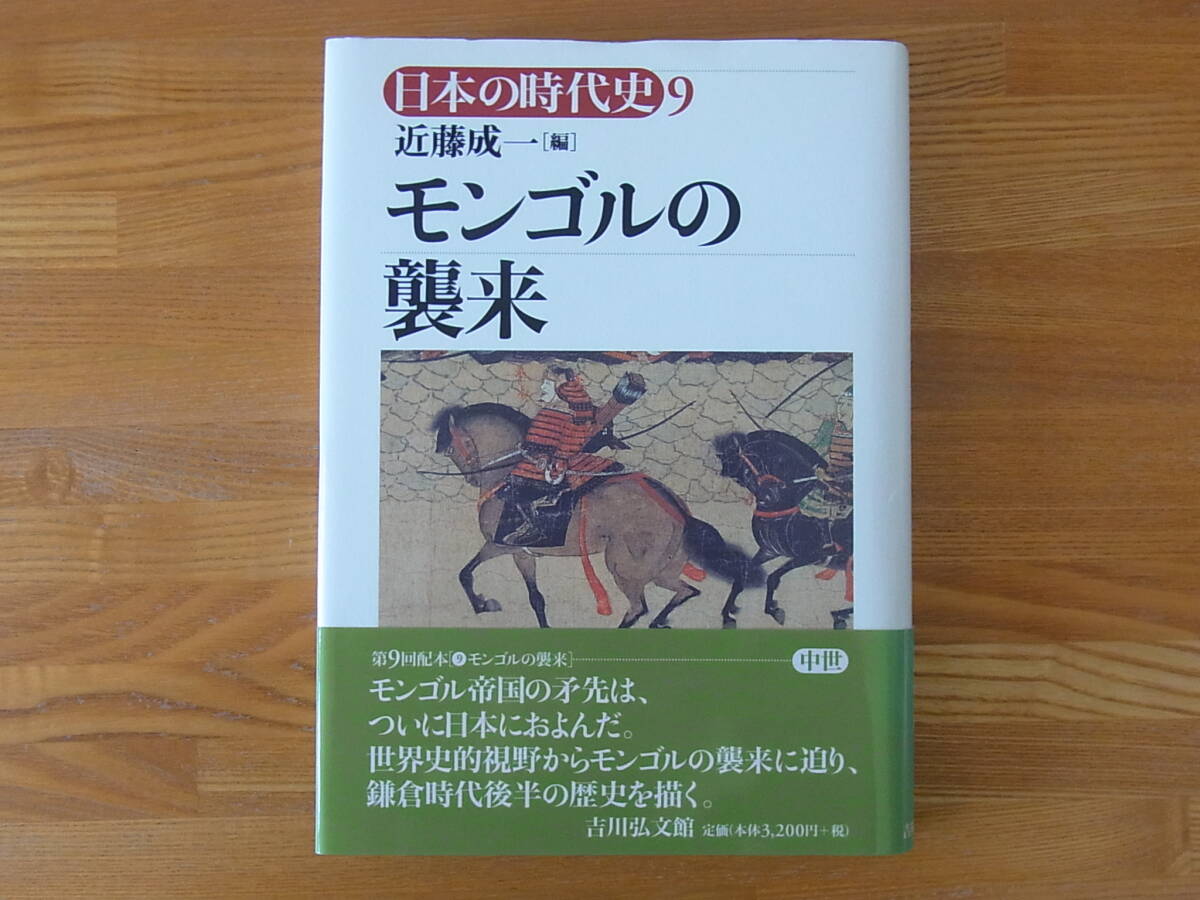 日本の時代史 9
近藤成一[編]
モンゴルの
襲来
第9回配本[9モンゴルの襲来]
中世
モンゴル帝国の矛先は、
ついに日本におよんだ。
世界史的視野からモンゴルの襲来に迫り、
鎌倉時代後半の歴史を描く。
吉川弘文館 定価(本体3,200円+税)